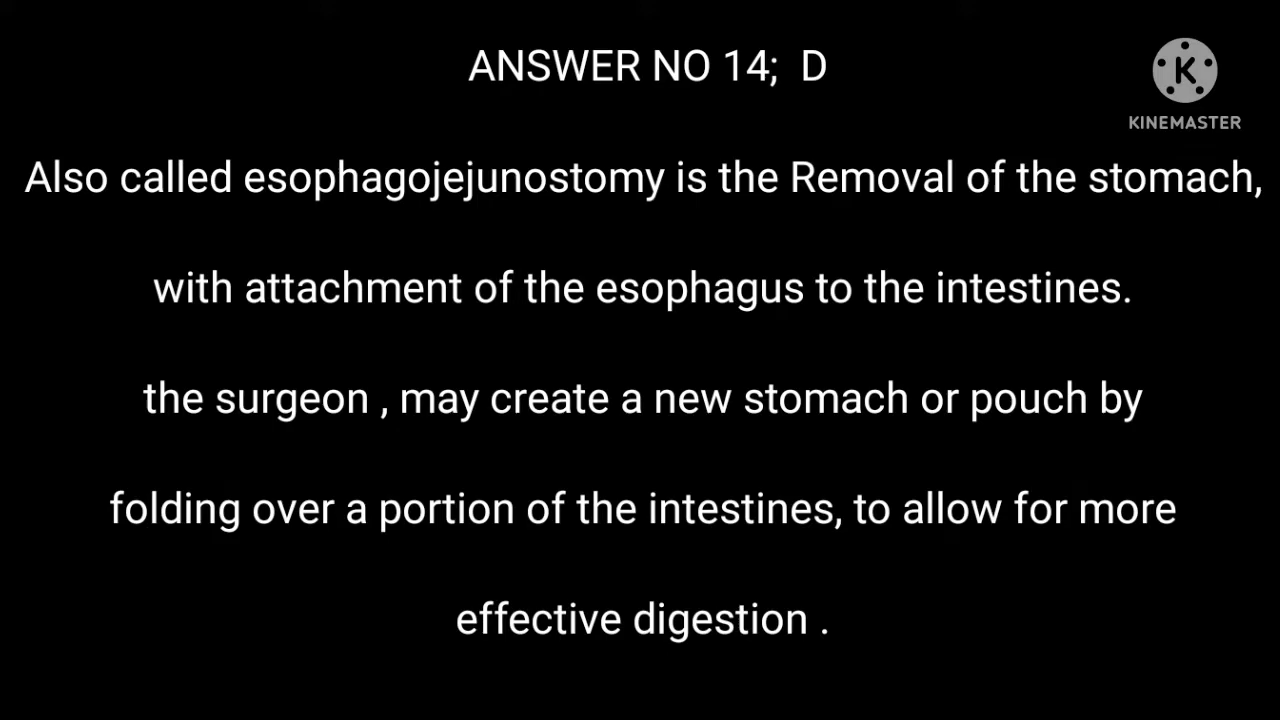 ANSWER NO 14;  D
K
KINEMASTER
Also called esophagojejunostomy is the Removal of the stomach,
with attachment of the esophagus to the intestines.
the surgeon , may create a new stomach or pouch by
folding over a portion of the intestines, to allow for more
effective digestion .